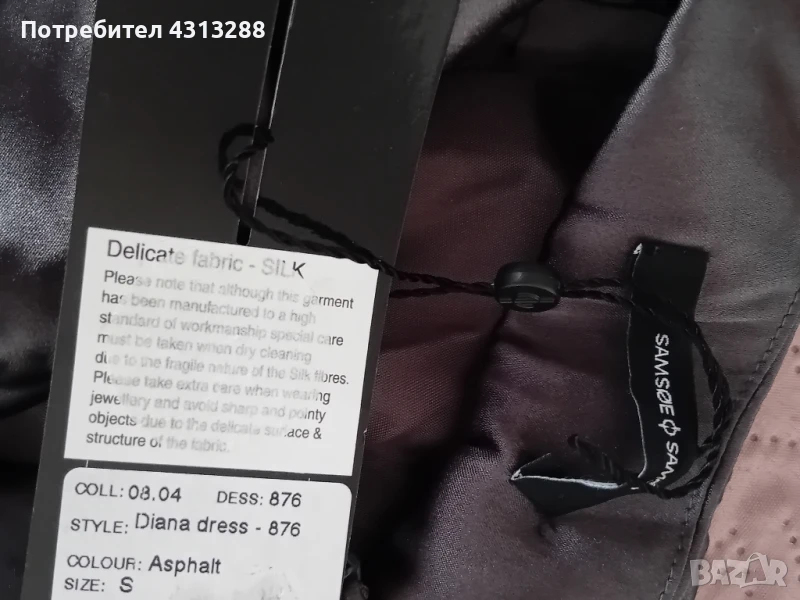 Потребител 4313288
Delicate fabric - SILK
Please note that although this garment
has been manufactured to a high
standard of workmanship special care
must be taken when dry cleaning
due to the fragile nature of the Silk fibres.
Please take extra care when wearing
jewellery and avoid sharp and pointy
objects due to the delicate surface &
structure of the fabric.
COLL: 08.04 DESS: 876
STYLE: Diana dress - 876
COLOUR: Asphalt
SIZE: S
SAMSØE Φ SAM
BAZAR